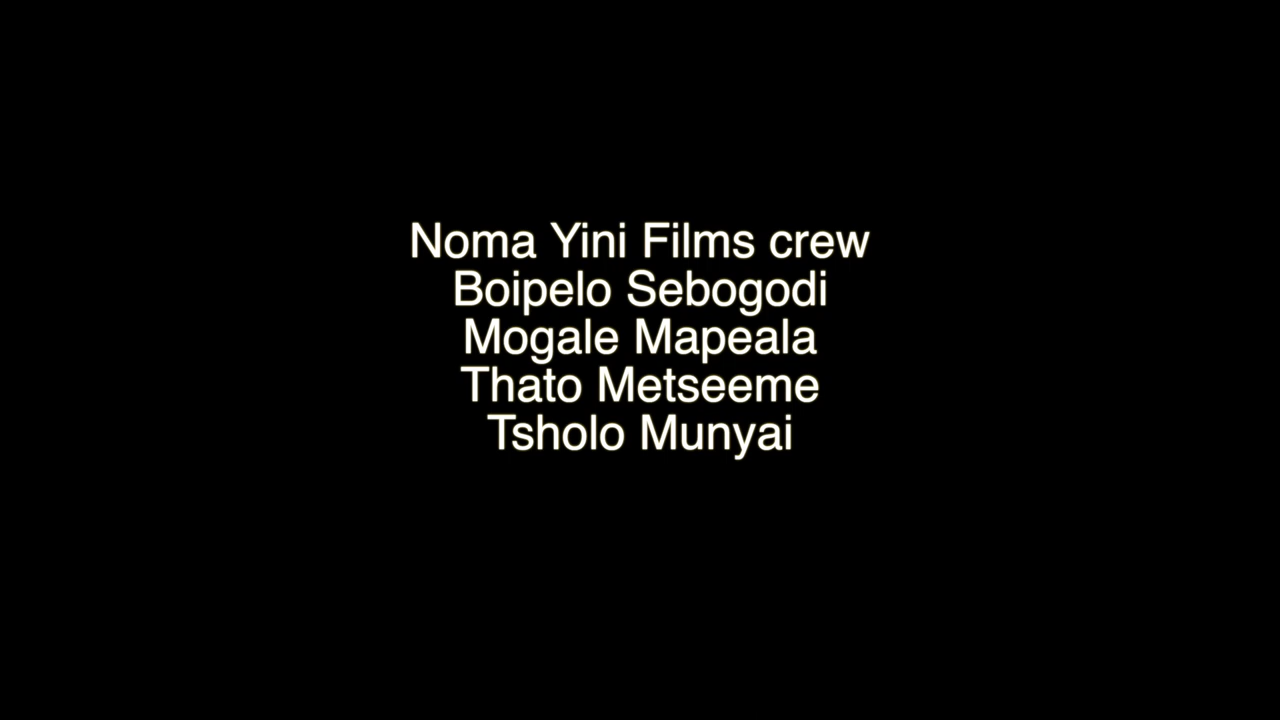 Noma Yini Films crew
Boipelo Sebogodi
Mogale Mapeala
Thato Metseeme
Tsholo Munyai